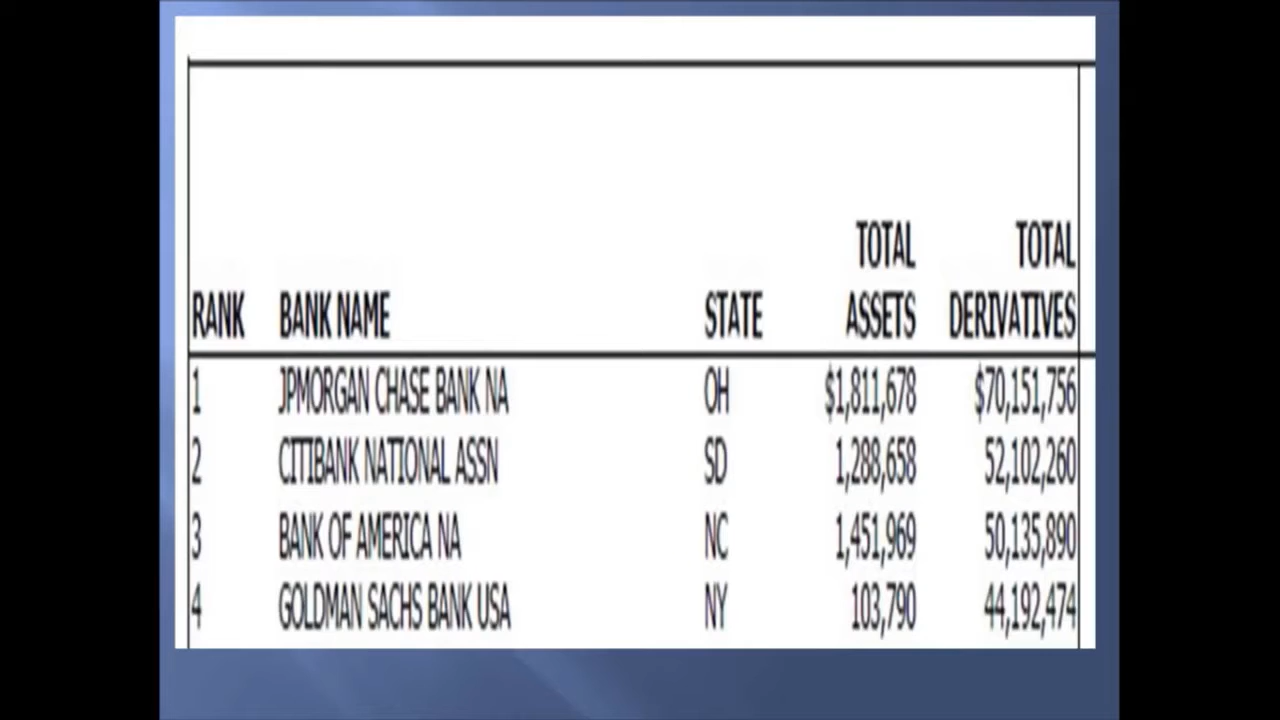 TOTAL TOTAL
RANK BANK NAME STATE ASSETS DERIVATIVES
1 JPMORGAN CHASE BANK NA OH $1,811,678 $70,151,756
2 CITIBANK NATIONAL ASSN SD 1,288,658 52,102,260
3 BANK OF AMERICA NA NC 1,451,969 50,135,890
4 GOLDMAN SACHS BANK USA NY 103,790 44,192,474